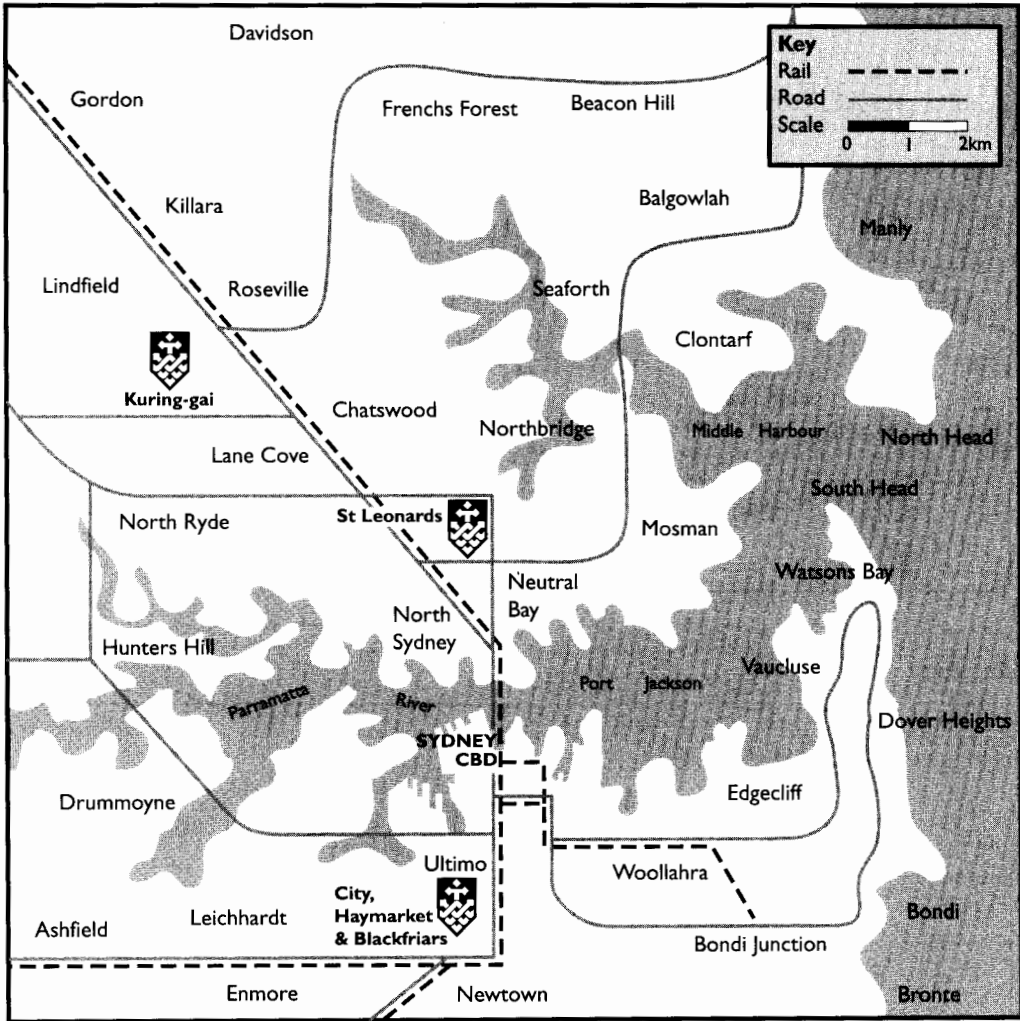 Davidson
Key
Rail
Road
Scale
0 1 2km
Gordon
Frenchs Forest
Beacon Hill
Killara
Balgowlah
Manly
Lindfield
Roseville
Seaforth
Clontarf
Kuring-gai
Chatswood
Northbridge
Middle Harbour
North Head
Lane Cove
South Head
North Ryde
St Leonards
Mosman
Watsons Bay
Neutral
Bay
North
Sydney
Hunters Hill
Vaucluse
Parramatta
River
Port Jackson
Dover Heights
SYDNEY
CBD
Drummoyne
Edgecliff
Ultimo
Woollahra
City,
Haymarket
& Blackfriars
Leichhardt
Ashfield
Bondi
Bondi Junction
Enmore
Newtown
Bronte